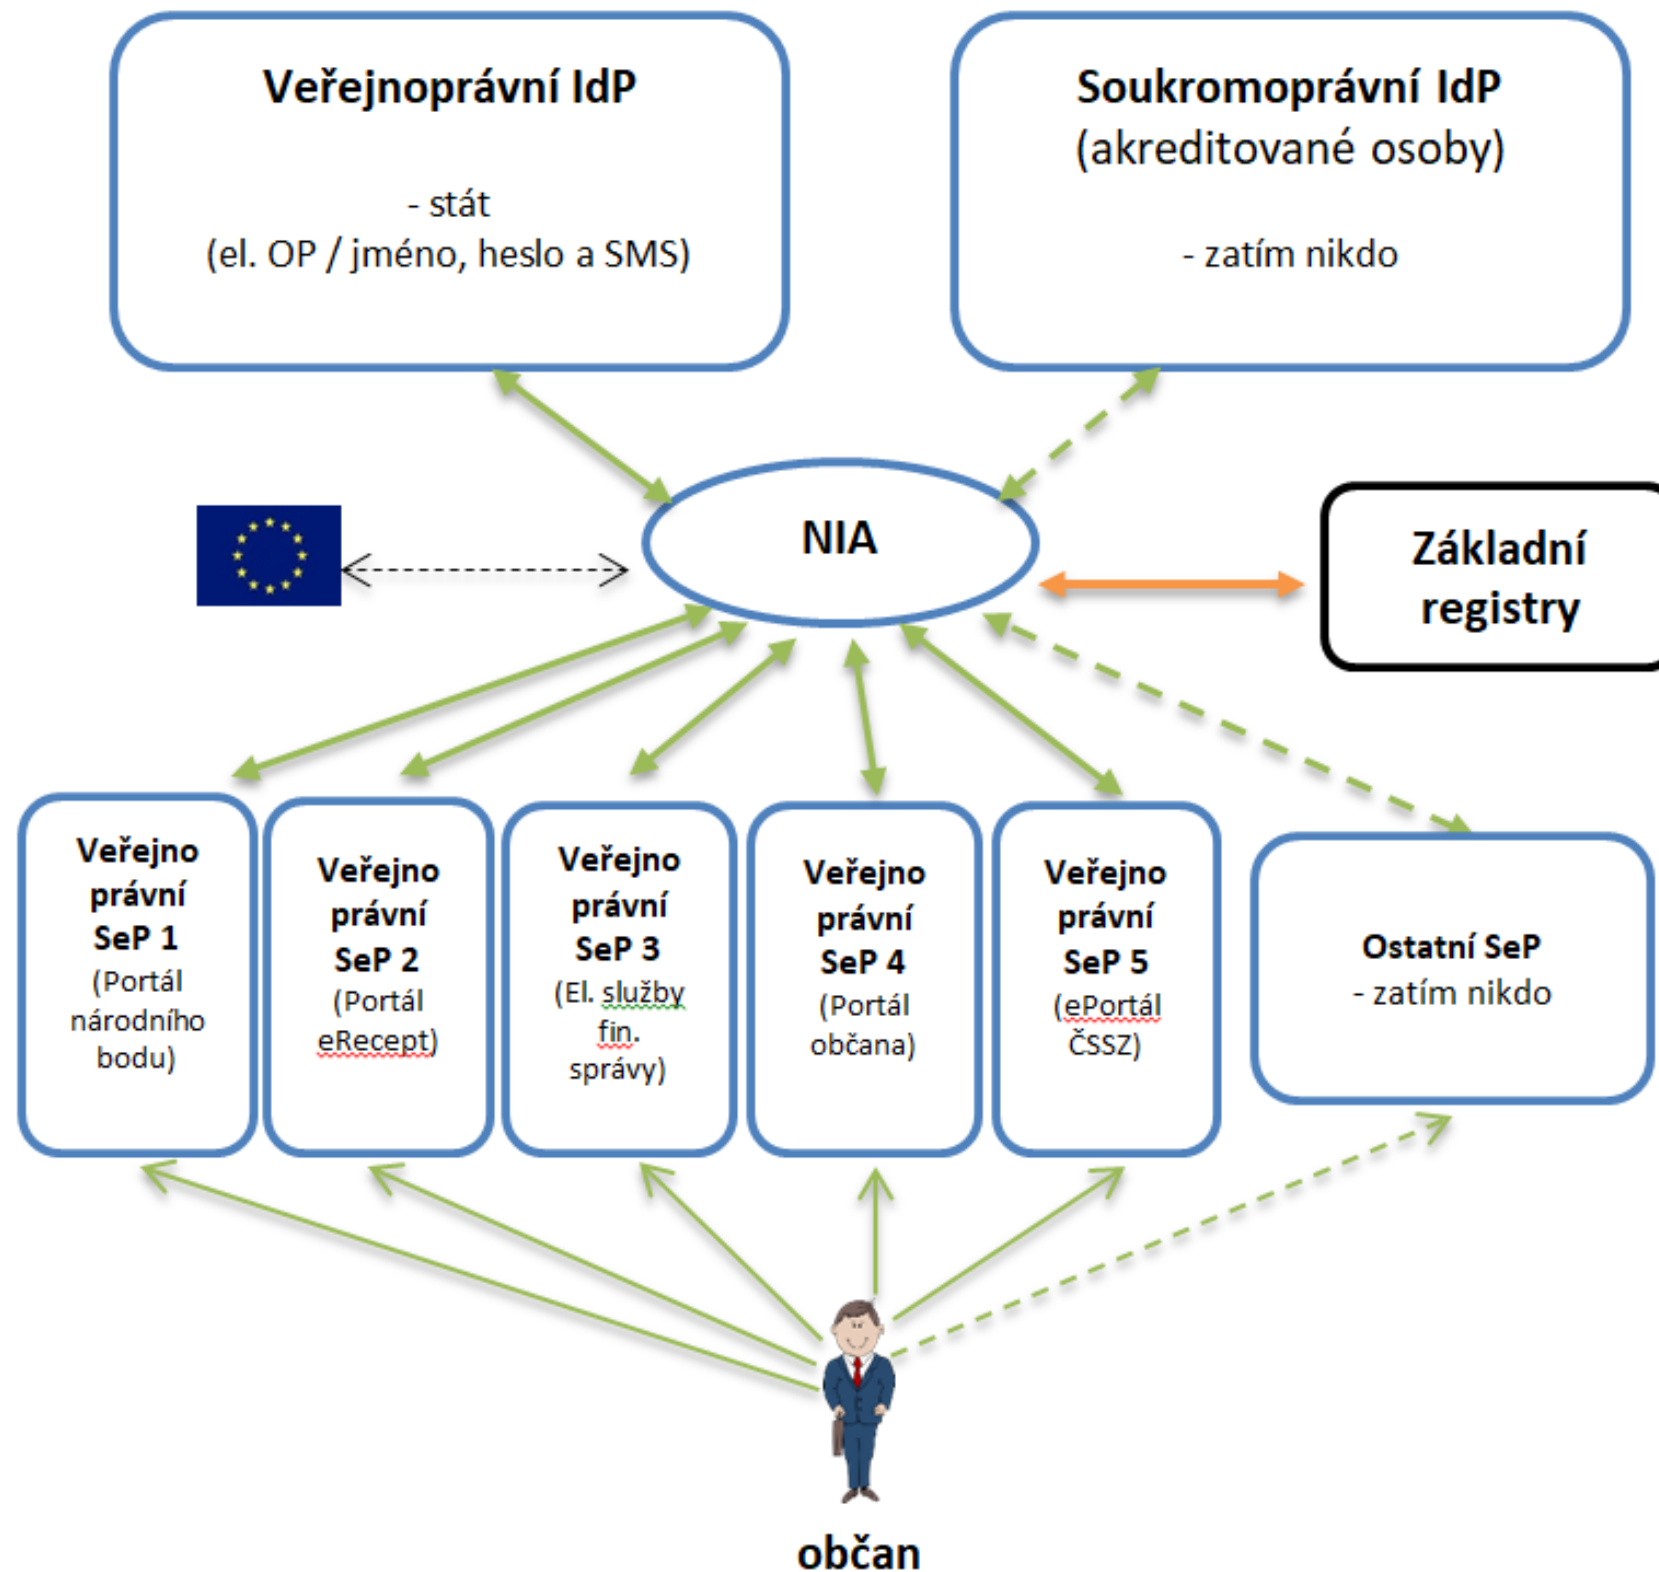 Veřejnoprávní IdP
- stát
(el. OP / jméno, heslo a SMS)
Soukromoprávní IdP
(akreditované osoby)
- zatím nikdo
NIA
Základní
registry
Veřejno
právní
SeP 1
(Portál
národního
bodu)
Veřejno
právní
SeP 2
(Portál
eRecept)
Veřejno
právní
SeP 3
(El. služby
fin.
správy)
Veřejno
právní
SeP 4
(Portál
občana)
Veřejno
právní
SeP 5
(ePortál
ČSSZ)
Ostatní SeP
- zatím nikdo
občan